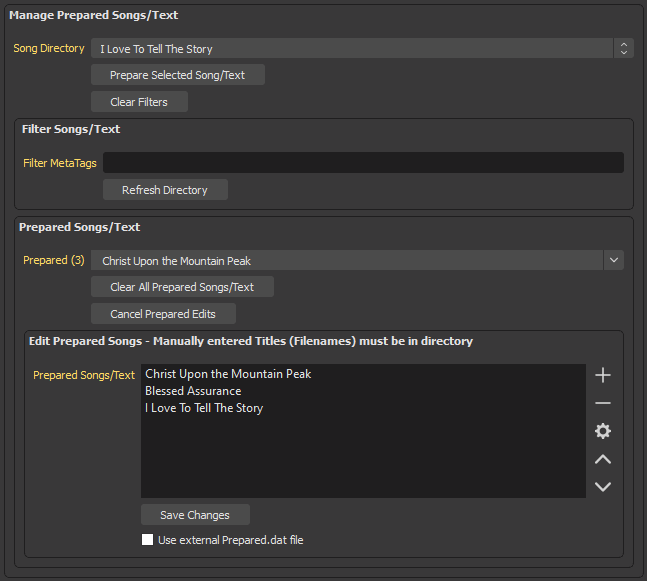 Manage Prepared Songs/Text
Song Directory I Love To Tell The Story
Prepare Selected Song/Text
Clear Filters
Filter Songs/Text
Filter MetaTags
Refresh Directory
Prepared Songs/Text
Prepared (3) Christ Upon the Mountain Peak
Clear All Prepared Songs/Text
Cancel Prepared Edits
Edit Prepared Songs - Manually entered Titles (Filenames) must be in directory
Prepared Songs/Text Christ Upon the Mountain Peak
Blessed Assurance
I Love To Tell The Story
Save Changes
Use external Prepared.dat file